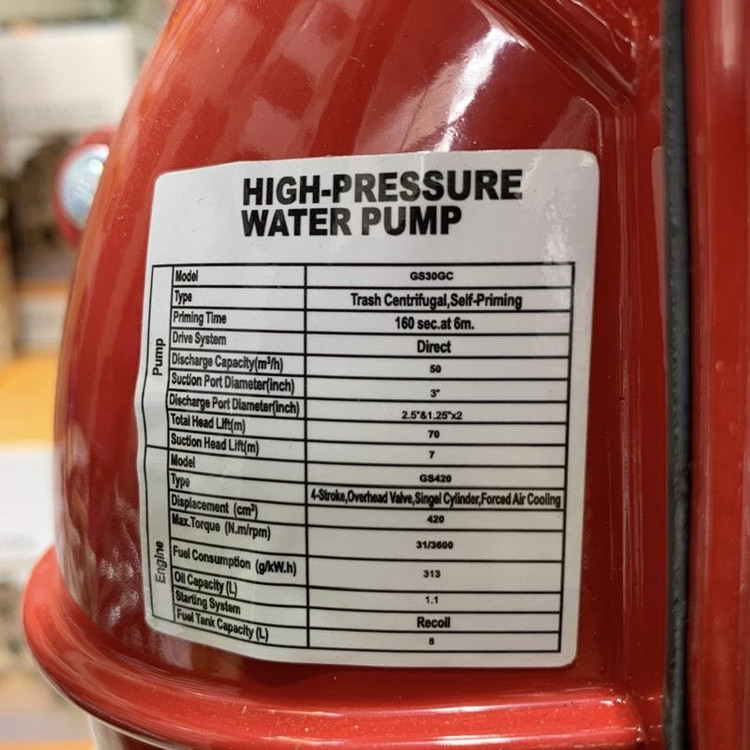 HIGH-PRESSURE
WATER PUMP
Pump
Model GS30GC
Type Trash Centrifugal,Self-Priming
Priming Time 160 sec.at 6m.
Drive System Direct
Discharge Capacity(m³/h) 50
Suction Port Diameter(inch) 3"
Discharge Port Diameter(inch) 2.5"&1.25"x2
Total Head Lift(m) 70
Suction Head Lift(m) 7
Engine
Model GS420
Type 4-Stroke,Overhead Valve,Singel Cylinder,Forced Air Cooling
Displacement (cm³) 420
Max.Torque (N.m/rpm) 31/3600
Fuel Consumption (g/kW.h) 313
Oil Capacity (L) 1.1
Starting System Recoil
Fuel Tank Capacity (L) 8